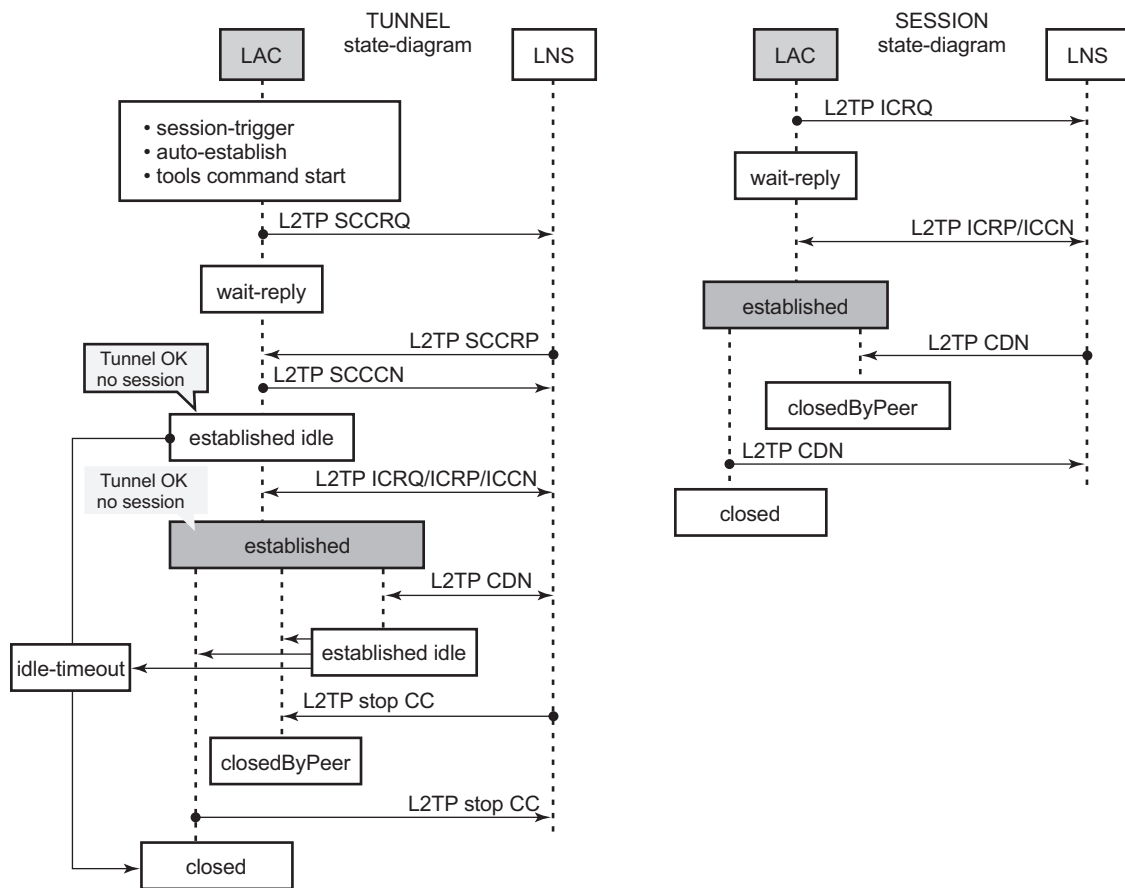 TUNNEL
state-diagram
LAC
LNS
• session-trigger
• auto-establish
• tools command start
L2TP SCCRQ
wait-reply
L2TP SCCRP
Tunnel OK
no session
L2TP SCCCN
established idle
Tunnel OK
no session
L2TP ICRQ/ICRP/ICCN
established
L2TP CDN
established idle
idle-timeout
L2TP stop CC
closedByPeer
L2TP stop CC
closed
SESSION
state-diagram
LAC
LNS
L2TP ICRQ
wait-reply
L2TP ICRP/ICCN
established
L2TP CDN
closedByPeer
L2TP CDN
closed